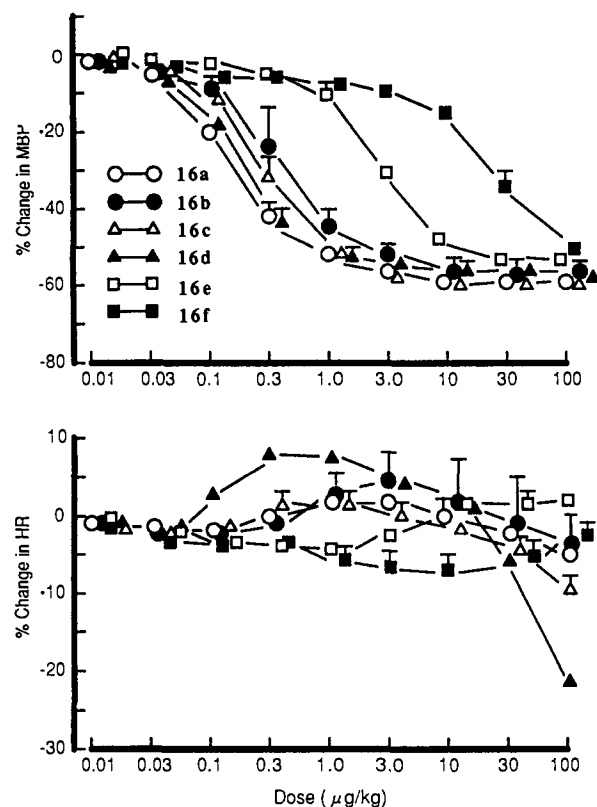 0
-20
-40
-60
-80
% Change in MBP
16a
16b
16c
16d
16e
16f
0.01 0.03 0.1 0.3 1.0 3.0 10 30 100
10
0
-10
-20
-30
% Change in HR
0.01 0.03 0.1 0.3 1.0 3.0 10 30 100
Dose ( μg/kg)